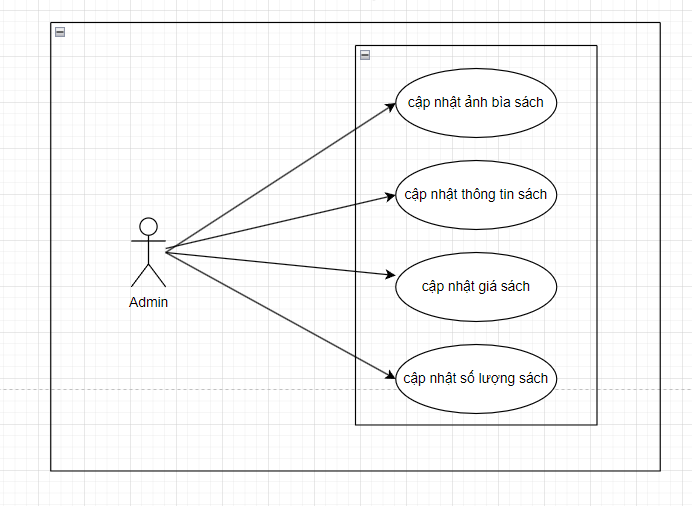 cập nhật ảnh bìa sách
cập nhật thông tin sách
cập nhật giá sách
cập nhật số lượng sách
Admin